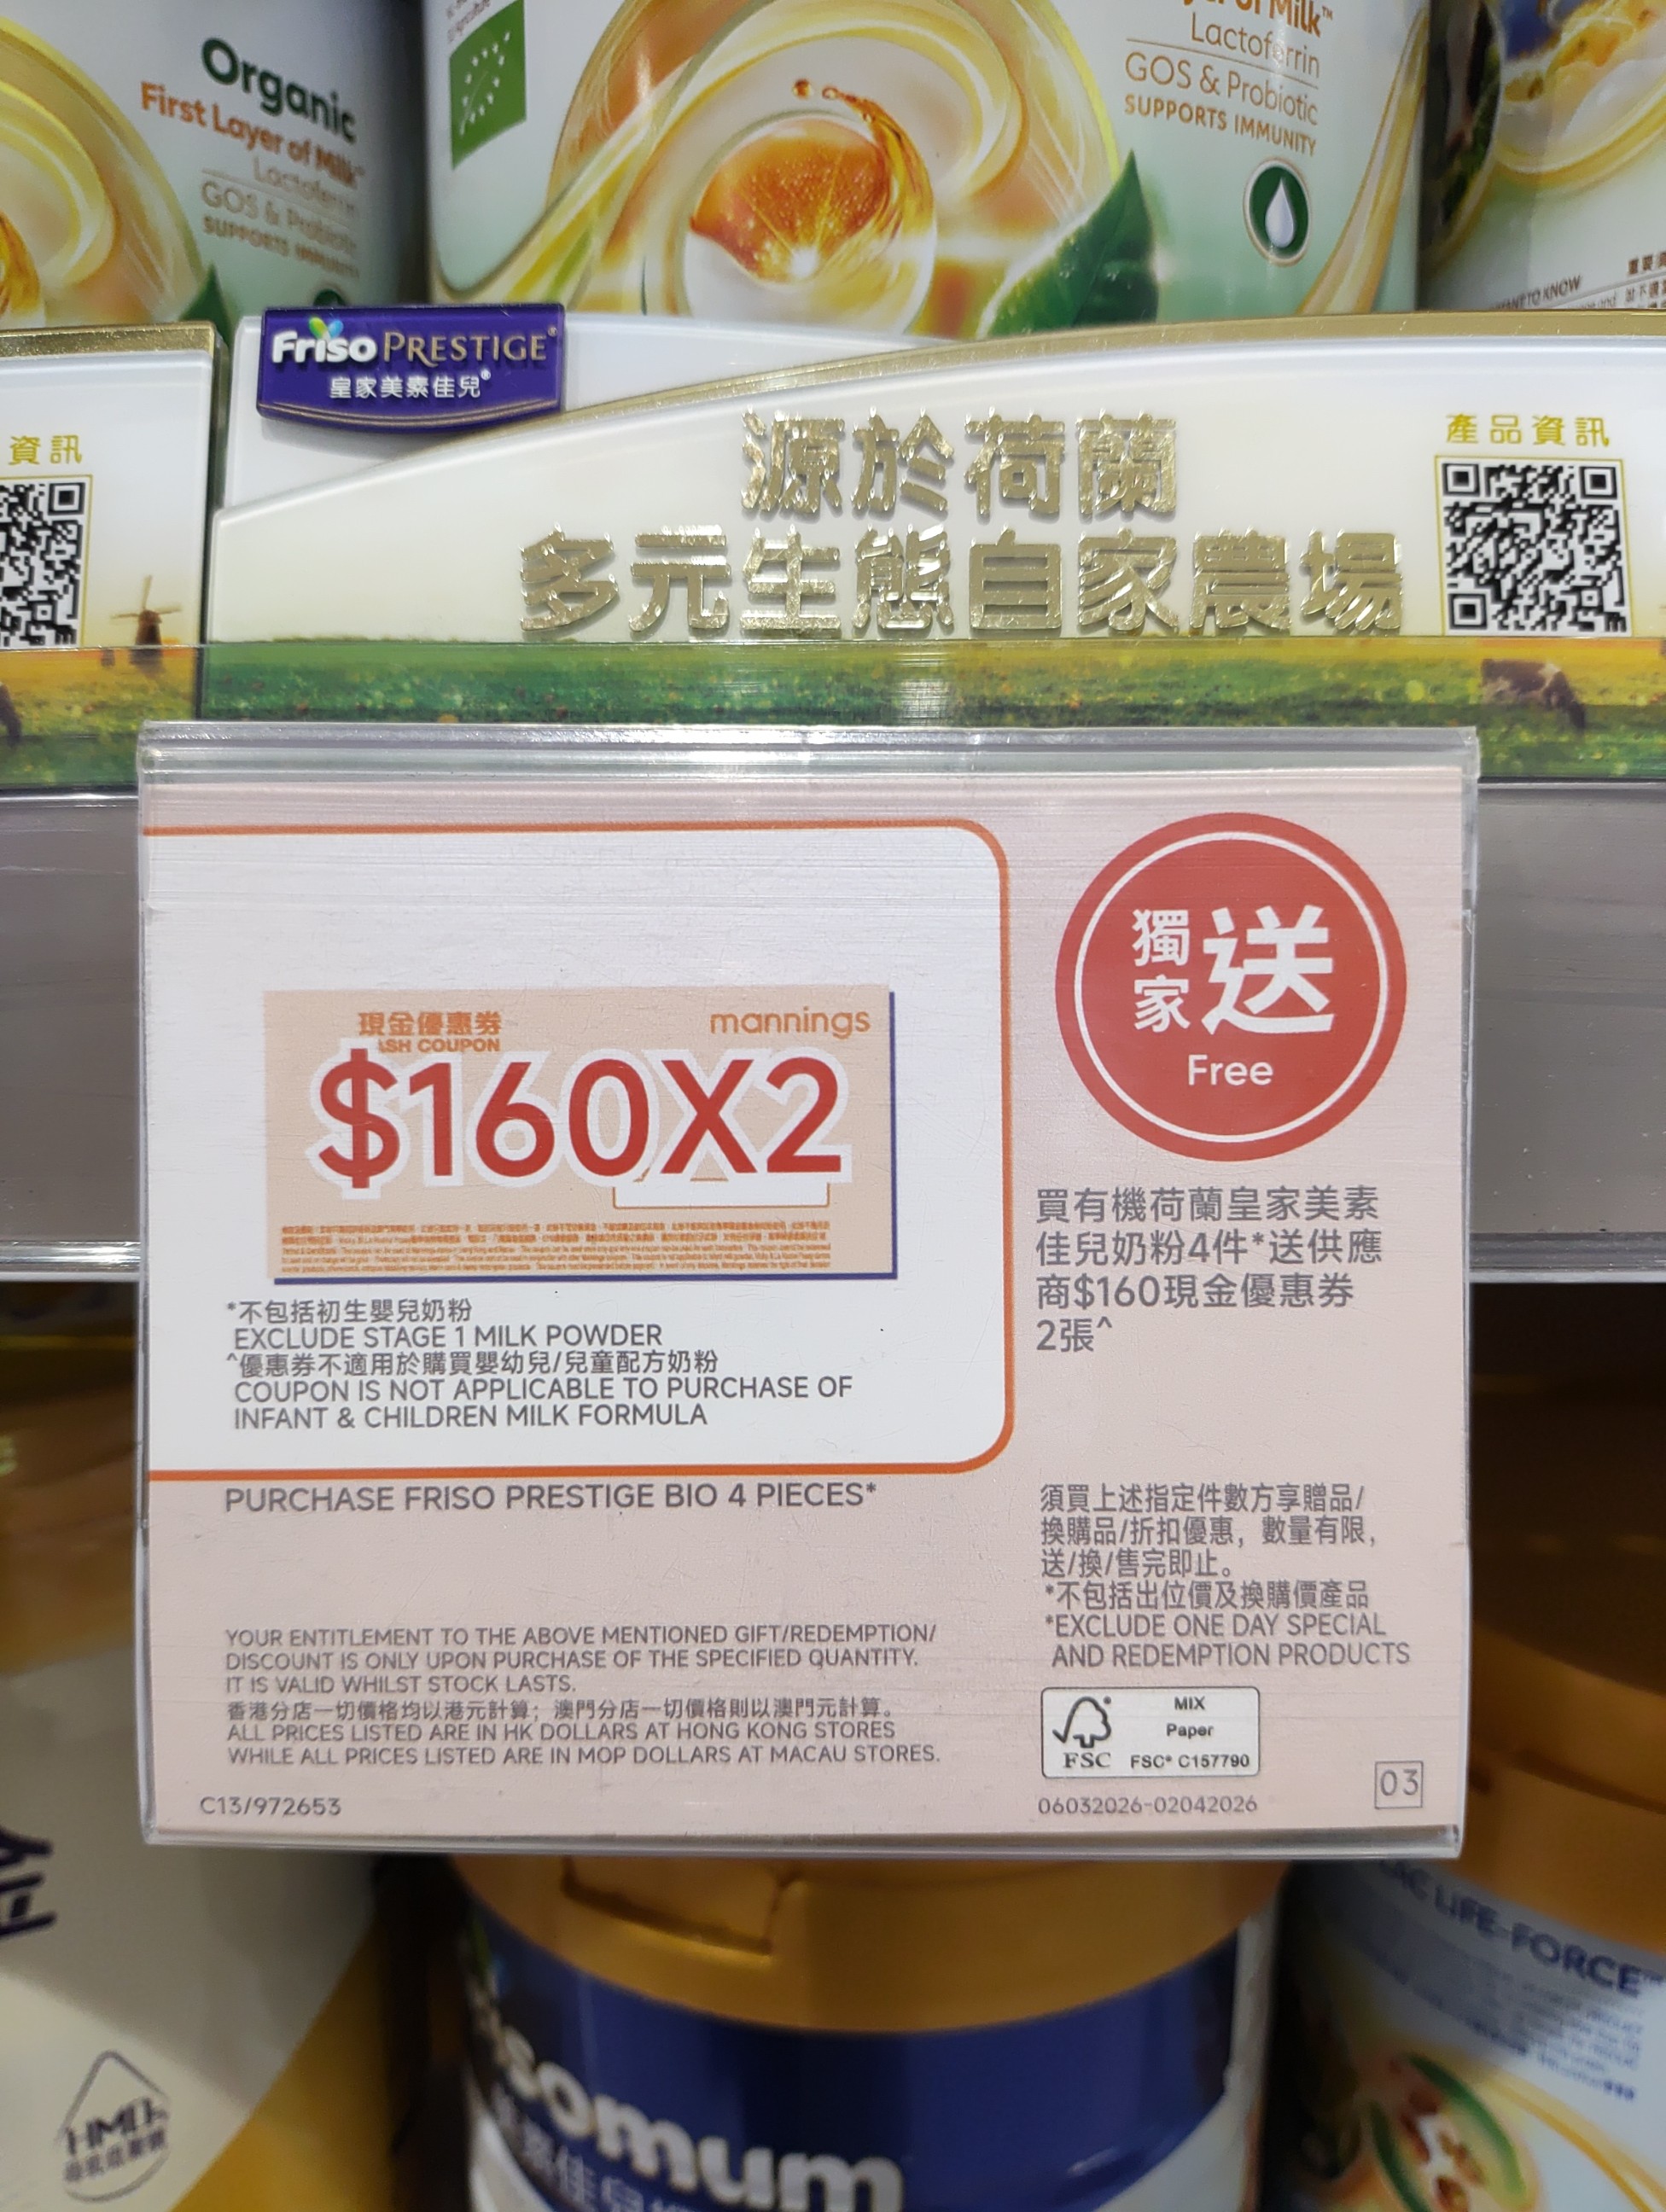 Organic
First Layer of Milk™
Lactoferrin
GOS & Probiotic
SUPPORTS IMMUNITY
of Milk™
Lactoferrin
GOS & Probiotic
SUPPORTS IMMUNITY
TO KNOW
Friso PRESTIGE®
皇家美素佳兒®
資訊
源於荷蘭
多元生態自家農場
產品資訊
現金優惠券
ASH COUPON
mannings
$160X2
*不包括初生嬰兒奶粉
EXCLUDE STAGE 1 MILK POWDER
^優惠券不適用於購買嬰幼兒/兒童配方奶粉
COUPON IS NOT APPLICABLE TO PURCHASE OF
INFANT & CHILDREN MILK FORMULA
PURCHASE FRISO PRESTIGE BIO 4 PIECES*
YOUR ENTITLEMENT TO THE ABOVE MENTIONED GIFT/REDEMPTION/
DISCOUNT IS ONLY UPON PURCHASE OF THE SPECIFIED QUANTITY.
IT IS VALID WHILST STOCK LASTS.
香港分店一切價格均以港元計算；澳門分店一切價格則以澳門元計算。
ALL PRICES LISTED ARE IN HK DOLLARS AT HONG KONG STORES
WHILE ALL PRICES LISTED ARE IN MOP DOLLARS AT MACAU STORES.
C13/972653
獨家送
Free
買有機荷蘭皇家美素
佳兒奶粉4件*送供應
商$160現金優惠券
2張^
須買上述指定件數方享贈品/
換購品/折扣優惠，數量有限，
送/換/售完即止。
*不包括出位價及換購價產品
*EXCLUDE ONE DAY SPECIAL
AND REDEMPTION PRODUCTS
FSC
MIX
Paper
FSC® C157790
06032026-02042026
03
LIFE-FORCE™
somum